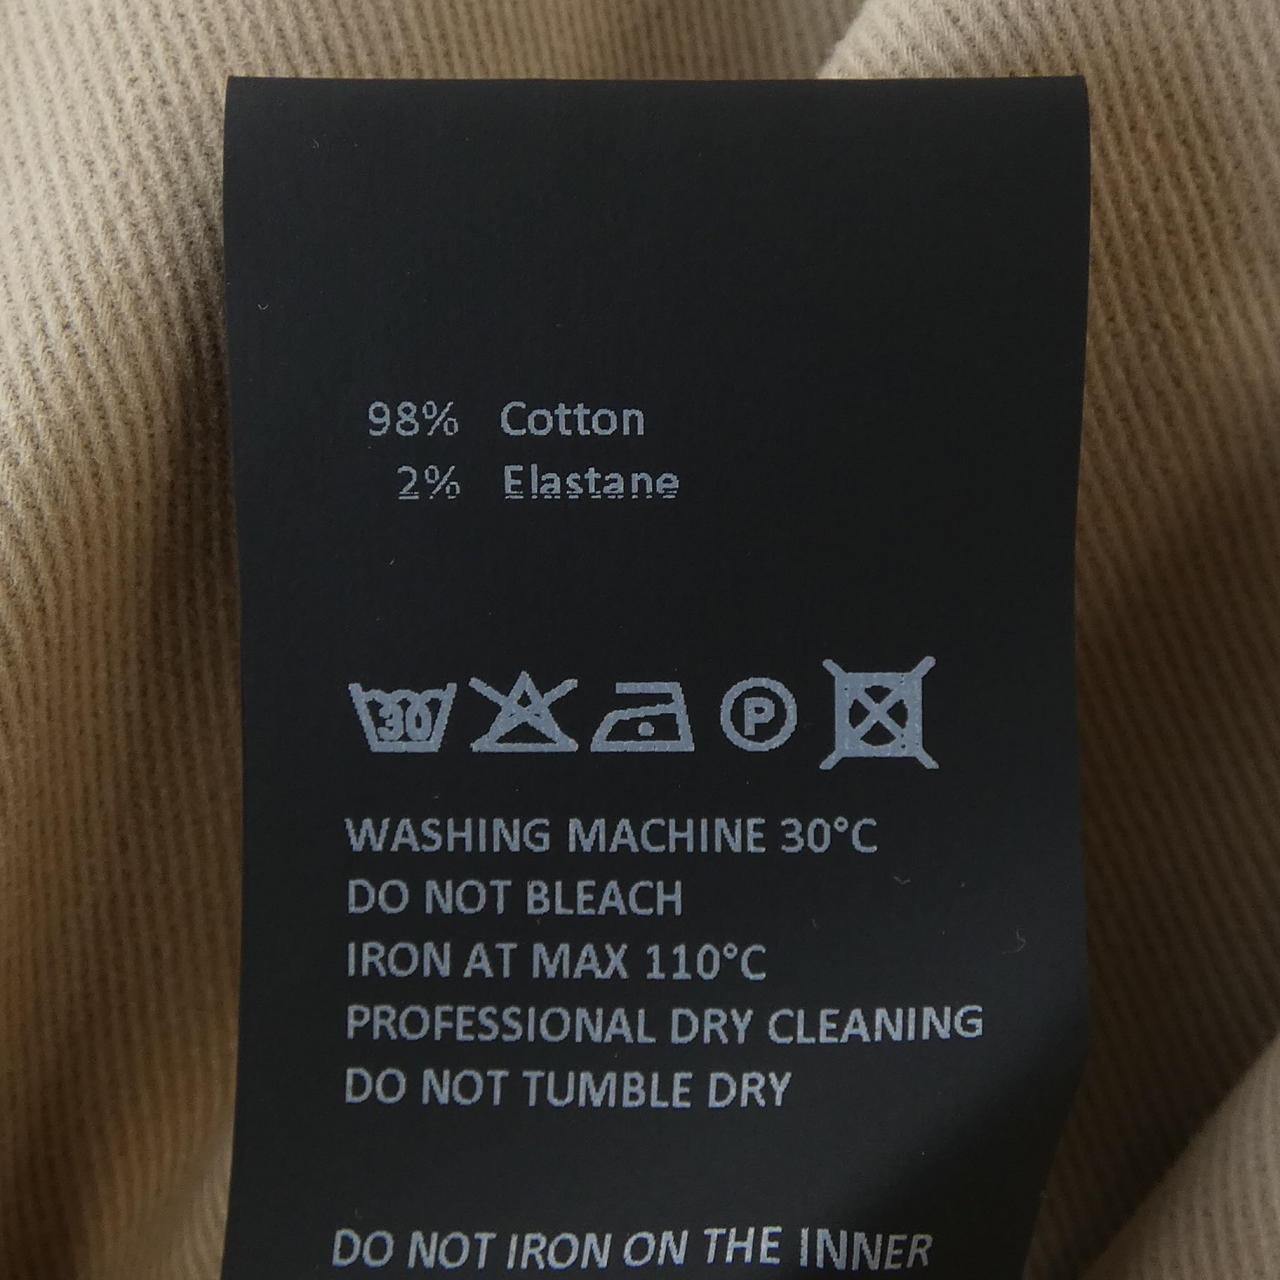 98% Cotton
2% Elastane
30
P
WASHING MACHINE 30°C
DO NOT BLEACH
IRON AT MAX 110°C
PROFESSIONAL DRY CLEANING
DO NOT TUMBLE DRY
DO NOT IRON ON THE INNER